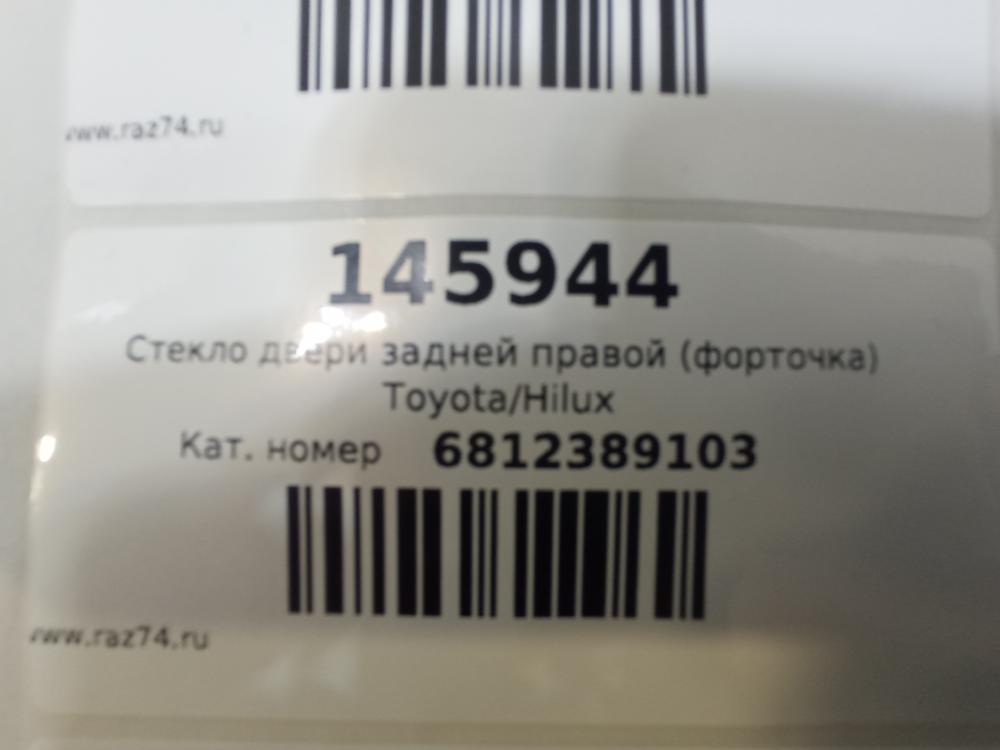 www.raz74.ru
145944
Стекло двери задней правой (форточка)
Toyota/Hilux
Кат. номер 6812389103
www.raz74.ru